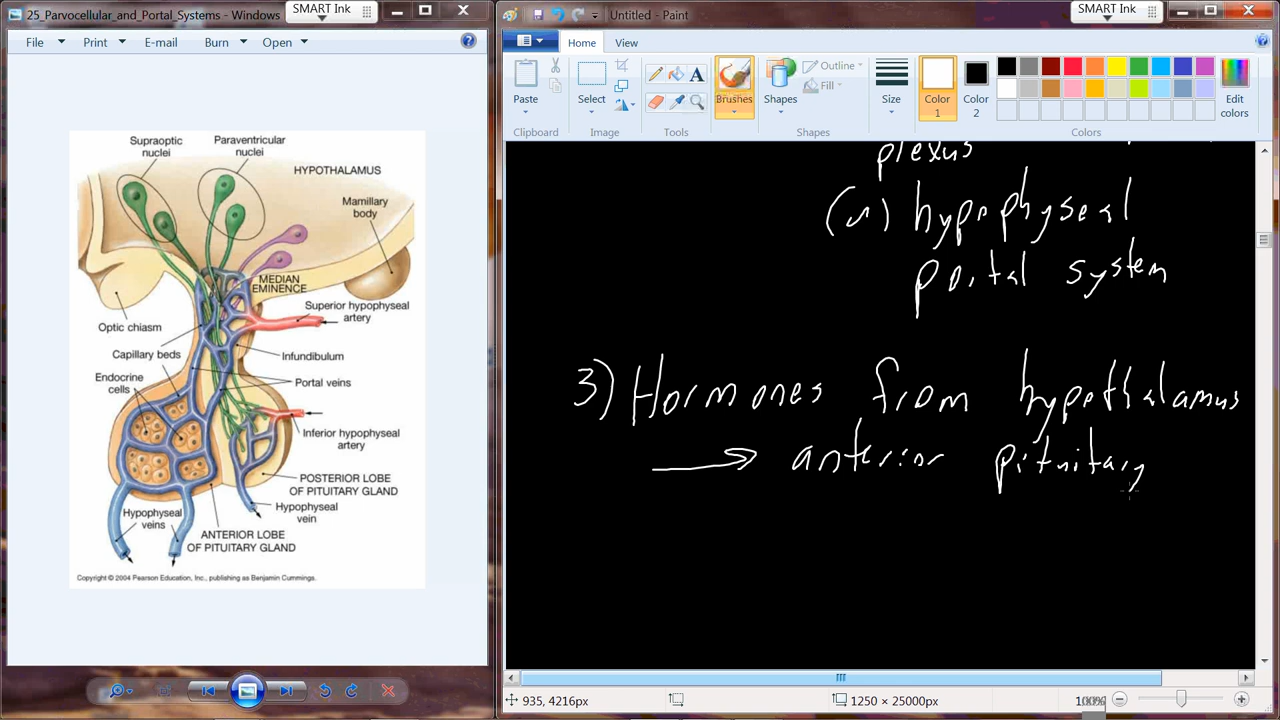 25_Parvocellular_and_Portal_Systems - Windows
SMART Ink
File Print E-mail Burn Open
Supraoptic
nuclei
Paraventricular
nuclei
HYPOTHALAMUS
Mamillary
body
MEDIAN
EMINENCE
Superior hypophyseal
artery
Optic chiasm
Capillary beds
Infundibulum
Endocrine
cells
Portal veins
Inferior hypophyseal
artery
POSTERIOR LOBE
OF PITUITARY GLAND
Hypophyseal
veins
Hypophyseal
vein
ANTERIOR LOBE
OF PITUITARY GLAND
Copyright © 2004 Pearson Education, Inc., publishing as Benjamin Cummings.
Untitled - Paint
SMART Ink
Home View
Paste
Select
Brushes
Shapes
Outline
Fill
Size
Color
1
Color
2
Edit
colors
Clipboard Image Tools Shapes Colors
plexus
hypophyseal
portal system
3) Hormones from hypothalamus
→ anterior pituitary
935, 4216px
1250 × 25000px
100%